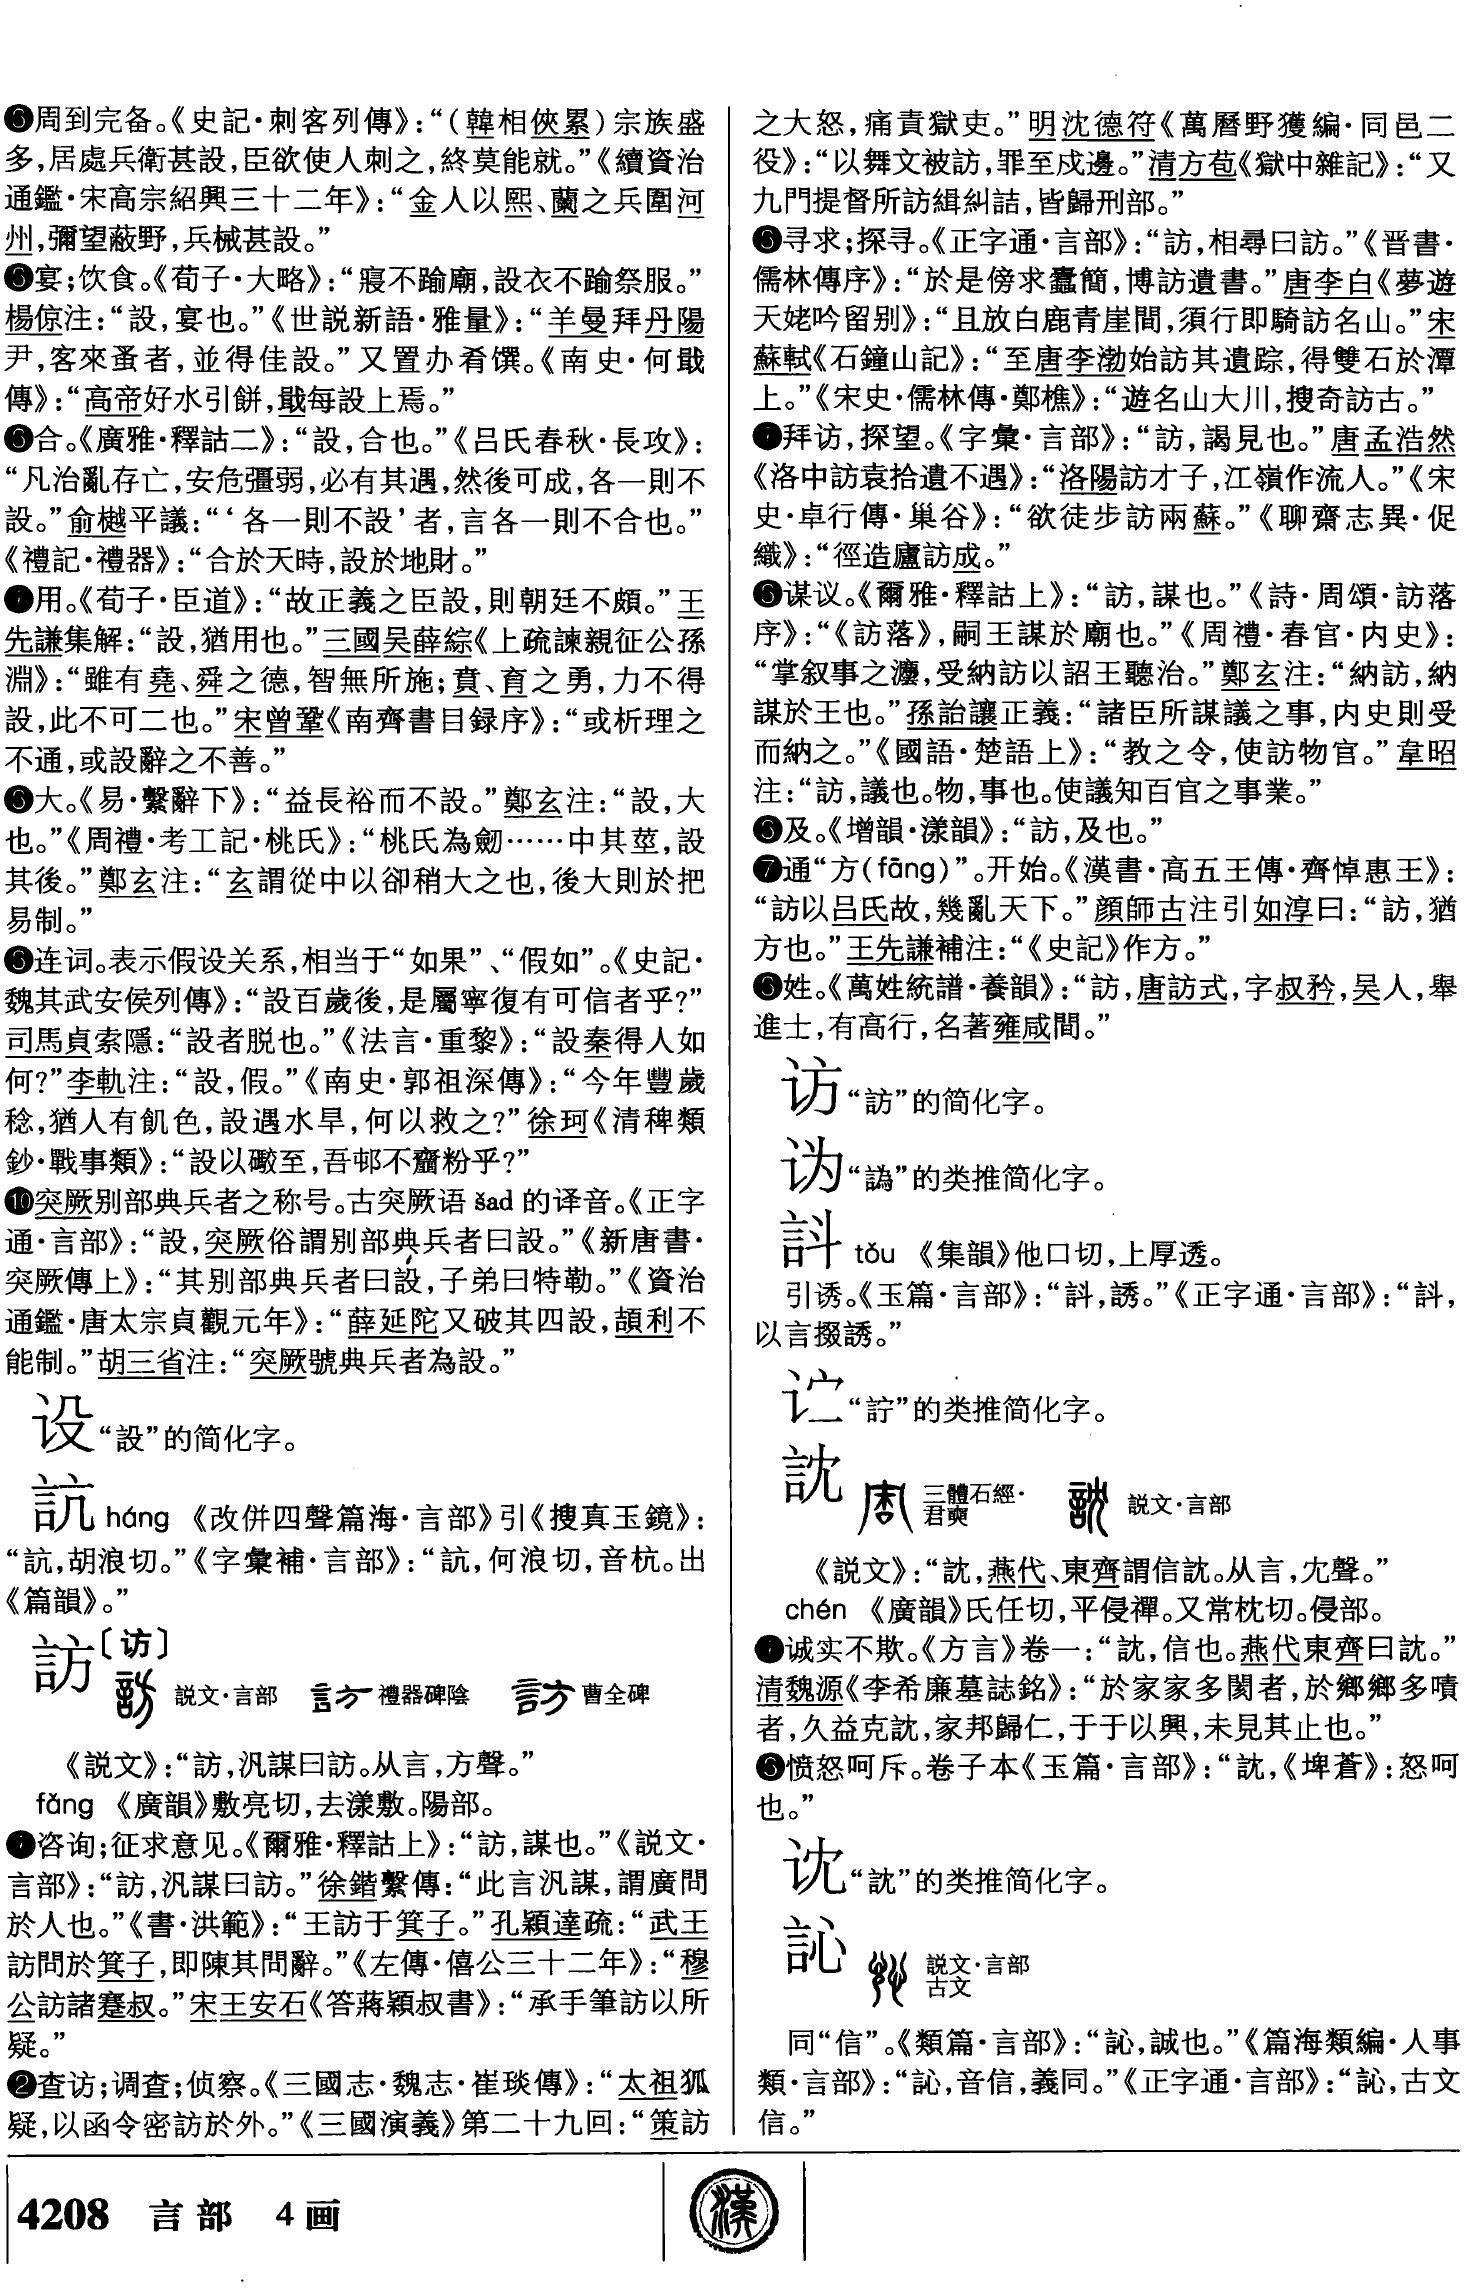 周到完备。《史記·刺客列傳》：“（韓相俠累）宗族盛
多，居處兵衛甚設，臣欲使人刺之，終莫能就。”《續資治
通鑑·宋高宗紹興三十二年》：“金人以熙、蘭之兵圍河
州，彌望蔽野，兵械甚設。”
宴；饮食。《荀子·大略》：“寢不踰廟，設衣不踰祭服。”
楊倞注：“設，宴也。”《世説新語·雅量》：“羊曼拜丹陽
尹，客來蚤者，並得佳設。”又置办肴馔。《南史·何戢
傳》：“高帝好水引餅，戢每設上焉。”
合。《廣雅·釋詁二》：“設，合也。”《吕氏春秋·長攻》：
“凡治亂存亡，安危彊弱，必有其遇，然後可成，各一則不
設。”俞樾平議：“‘各一則不設’者，言各一則不合也。”
《禮記·禮器》：“合於天時，設於地財。”
用。《荀子·臣道》：“故正義之臣設，則朝廷不頗。”王
先謙集解：“設，猶用也。”三國吴薛綜《上疏諫親征公孫
淵》：“雖有堯、舜之德，智無所施；賁、育之勇，力不得
設，此不可二也。”宋曾鞏《南齊書目録序》：“或析理之
不通，或設辭之不善。”
大。《易·繫辭下》：“益長裕而不設。”鄭玄注：“設，大
也。”《周禮·考工記·桃氏》：“桃氏為劒……中其莖，設
其後。”鄭玄注：“玄謂從中以卻稍大之也，後大則於把
易制。”
连词。表示假设关系，相当于“如果”、“假如”。《史記·
魏其武安侯列傳》：“設百歲後，是屬寧復有可信者乎?”
司馬貞索隱：“設者脱也。”《法言·重黎》：“設秦得人如
何?”李軌注：“設，假。”《南史·郭祖深傳》：“今年豐歲
稔，猶人有飢色，設遇水旱，何以救之?”徐珂《清稗類
鈔·戰事類》：“設以礮至，吾邨不齏粉乎?”
❿突厥别部典兵者之称号。古突厥语 šad 的译音。《正字
通·言部》：“設，突厥俗謂别部典兵者曰設。”《新唐書·
突厥傳上》：“其别部典兵者曰設，子弟曰特勒。”《資治
通鑑·唐太宗貞觀元年》：“薛延陀又破其四設，頡利不
能制。”胡三省注：“突厥號典兵者為設。”
设“設”的简化字。
䚘 háng 《改併四聲篇海·言部》引《搜真玉鏡》：
“䚘，胡浪切。”《字彙補·言部》：“䚘，何浪切，音杭。出
《篇韻》。”
訪〔访〕
説文·言部 禮器碑陰 曹全碑
《説文》：“訪，汎謀曰訪。从言，方聲。”
fǎng 《廣韻》敷亮切，去漾敷。陽部。
咨询；征求意见。《爾雅·釋詁上》：“訪，謀也。”《説文·
言部》：“訪，汎謀曰訪。”徐鍇繫傳：“此言汎謀，謂廣問
於人也。”《書·洪範》：“王訪于箕子。”孔穎達疏：“武王
訪問於箕子，即陳其問辭。”《左傳·僖公三十二年》：“穆
公訪諸蹇叔。”宋王安石《答蔣穎叔書》：“承手筆訪以所
疑。”
❷查访；调查；侦察。《三國志·魏志·崔琰傳》：“太祖狐
疑，以函令密訪於外。”《三國演義》第二十九回：“策訪
之大怒，痛責獄吏。”明沈德符《萬曆野獲編·同邑二
役》：“以舞文被訪，罪至戍邊。”清方苞《獄中雜記》：“又
九門提督所訪緝糾詰，皆歸刑部。”
寻求；探寻。《正字通·言部》：“訪，相尋曰訪。”《晋書·
儒林傳序》：“於是傍求蠹簡，博訪遺書。”唐李白《夢遊
天姥吟留别》：“且放白鹿青崖間，須行即騎訪名山。”宋
蘇軾《石鐘山記》：“至唐李渤始訪其遺踪，得雙石於潭
上。”《宋史·儒林傳·鄭樵》：“遊名山大川，搜奇訪古。”
拜访，探望。《字彙·言部》：“訪，謁見也。”唐孟浩然
《洛中訪袁拾遺不遇》：“洛陽訪才子，江嶺作流人。”《宋
史·卓行傳·巢谷》：“欲徒步訪兩蘇。”《聊齋志異·促
織》：“徑造廬訪成。”
谋议。《爾雅·釋詁上》：“訪，謀也。”《詩·周頌·訪落
序》：“《訪落》，嗣王謀於廟也。”《周禮·春官·内史》：
“掌叙事之灋，受納訪以詔王聽治。”鄭玄注：“納訪，納
謀於王也。”孫詒讓正義：“諸臣所謀議之事，内史則受
而納之。”《國語·楚語上》：“教之令，使訪物官。”韋昭
注：“訪，議也。物，事也。使議知百官之事業。”
及。《增韻·漾韻》：“訪，及也。”
❼通“方(fāng)”。开始。《漢書·高五王傳·齊悼惠王》：
“訪以吕氏故，幾亂天下。”顔師古注引如淳曰：“訪，猶
方也。”王先謙補注：“《史記》作方。”
姓。《萬姓統譜·養韻》：“訪，唐訪式，字叔矜，吴人，舉
進士，有高行，名著雍咸間。”
访“訪”的简化字。
䜧“譌”的类推简化字。
䛠 tǒu 《集韻》他口切，上厚透。
引诱。《玉篇·言部》：“䛠，誘。”《正字通·言部》：“䛠，
以言掇誘。”
“詝”的类推简化字。
訦
三體石經·君奭 説文·言部
《説文》：“訦，燕代、東齊謂信訦。从言，冘聲。”
chén 《廣韻》氏任切，平侵禪。又常枕切。侵部。
诚实不欺。《方言》卷一：“訦，信也。燕代東齊曰訦。”
清魏源《李希廉墓誌銘》：“於家家多閡者，於鄉鄉多嘖
者，久益克訦，家邦歸仁，于于以興，未見其止也。”
愤怒呵斥。卷子本《玉篇·言部》：“訦，《埤蒼》：怒呵
也。”
“訦”的类推简化字。
訫
説文·言部古文
同“信”。《類篇·言部》：“訫，誠也。”《篇海類編·人事
類·言部》：“訫，音信，義同。”《正字通·言部》：“訫，古文
信。”
4208 言部 4画
漢